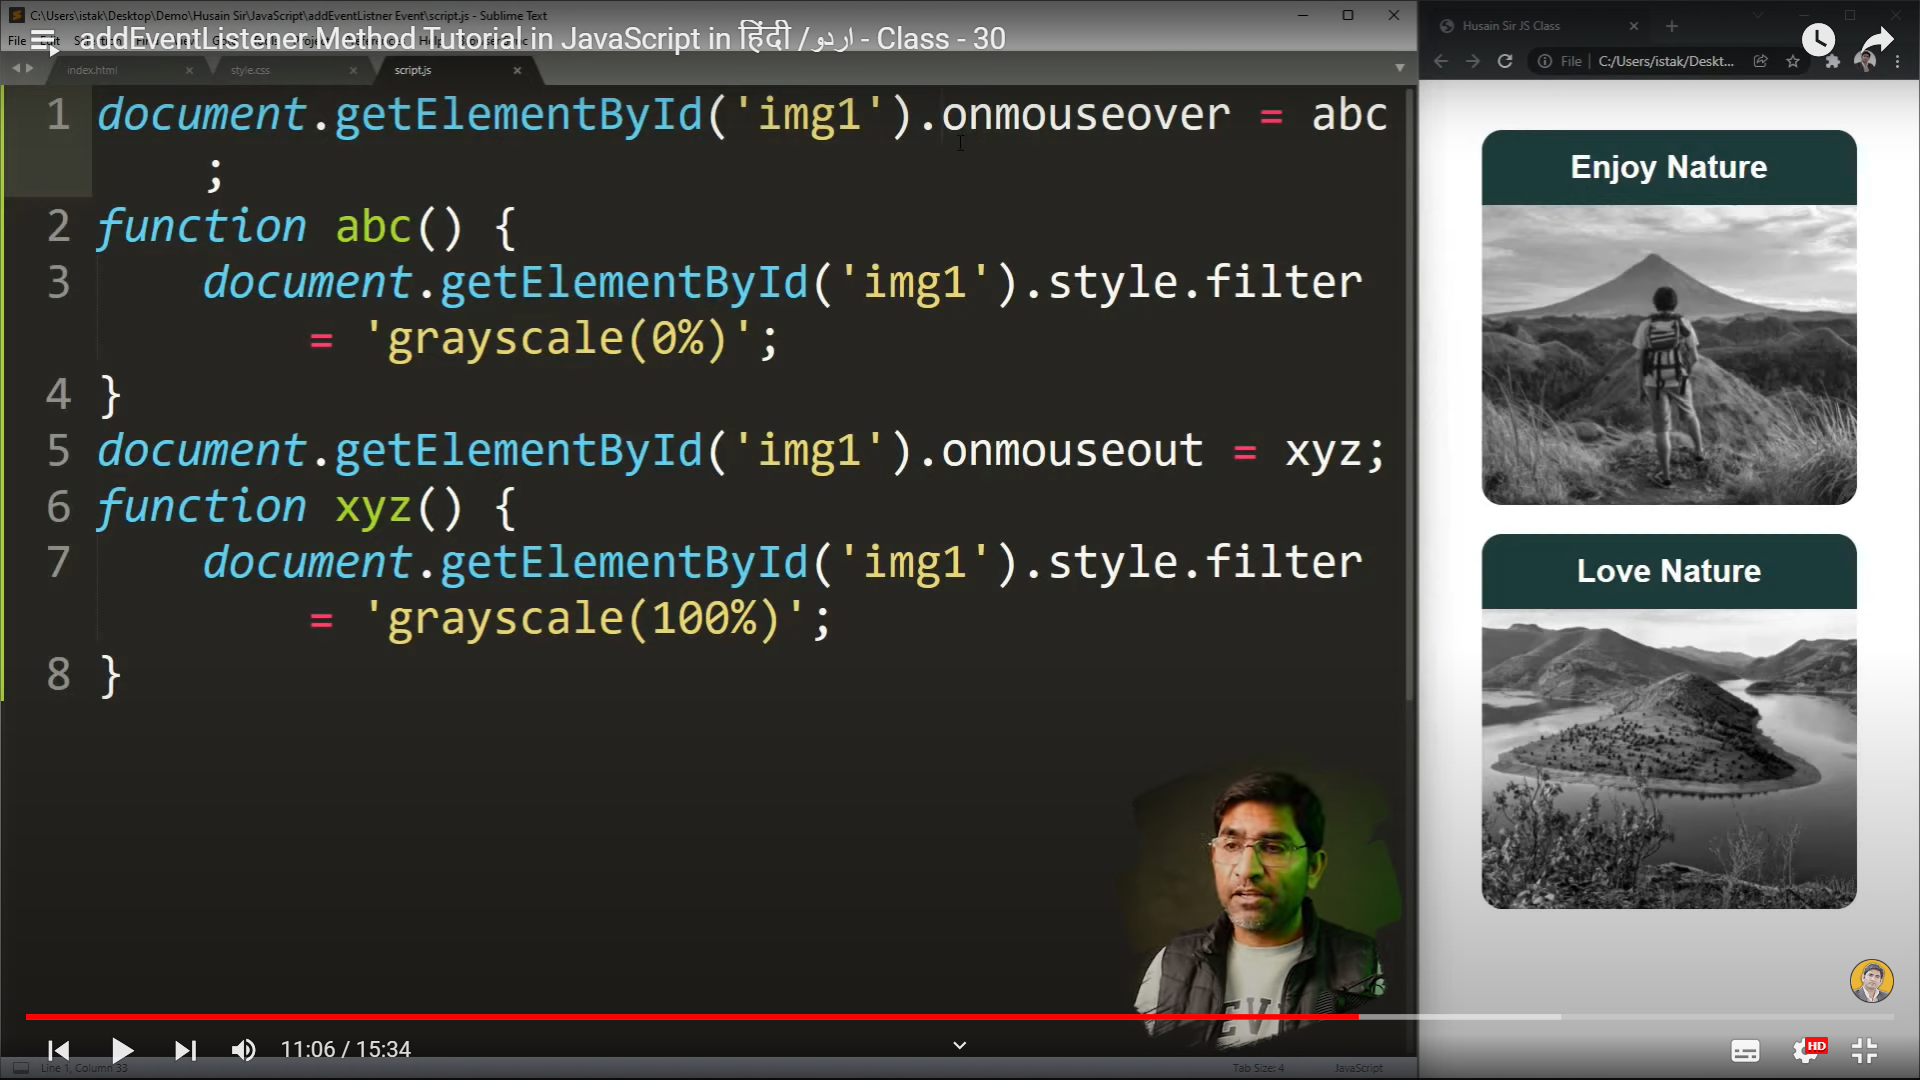 C:\Users\istak\Desktop\Demo\Husain Sir\JavaScript\addEventListner Event\script.js - Sublime Text
addEventListener Method Tutorial in JavaScript in हिंदी / اردو - Class - 30
File
index.html
style.css
script.js
1 document.getElementById('img1').onmouseover = abc
;
2 function abc() {
3 document.getElementById('img1').style.filter
= 'grayscale(0%)';
4 }
5 document.getElementById('img1').onmouseout = xyz;
6 function xyz() {
7 document.getElementById('img1').style.filter
= 'grayscale(100%)';
8 }
Husain Sir JS Class
File C:/Users/istak/Deskt...
Enjoy Nature
Love Nature
11:06 / 15:34
HD
Line 1, Column 33
Tab Size: 4
JavaScript